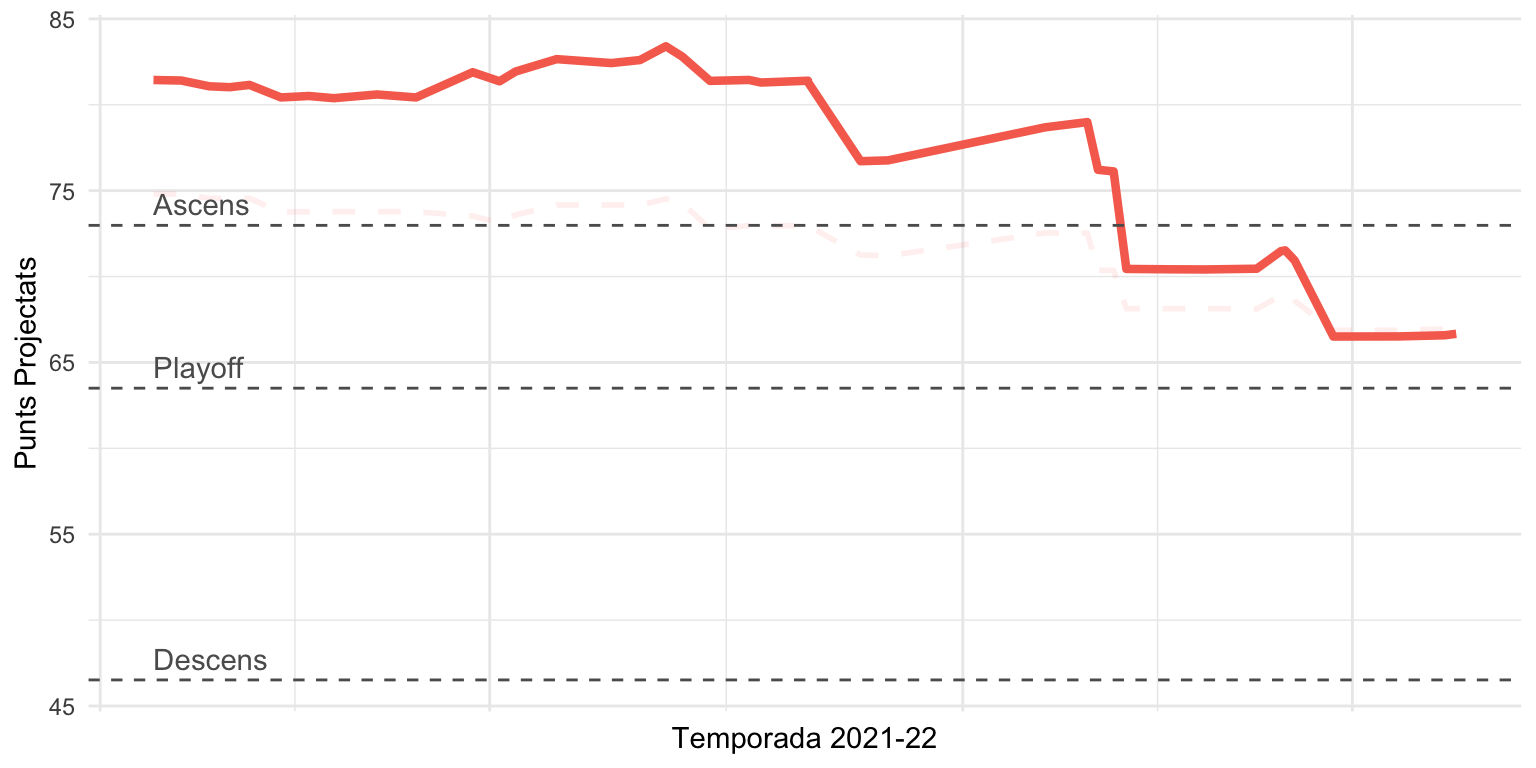 85
75
65
55
45
Punts Projectats
Ascens
Playoff
Descens
Temporada 2021-22